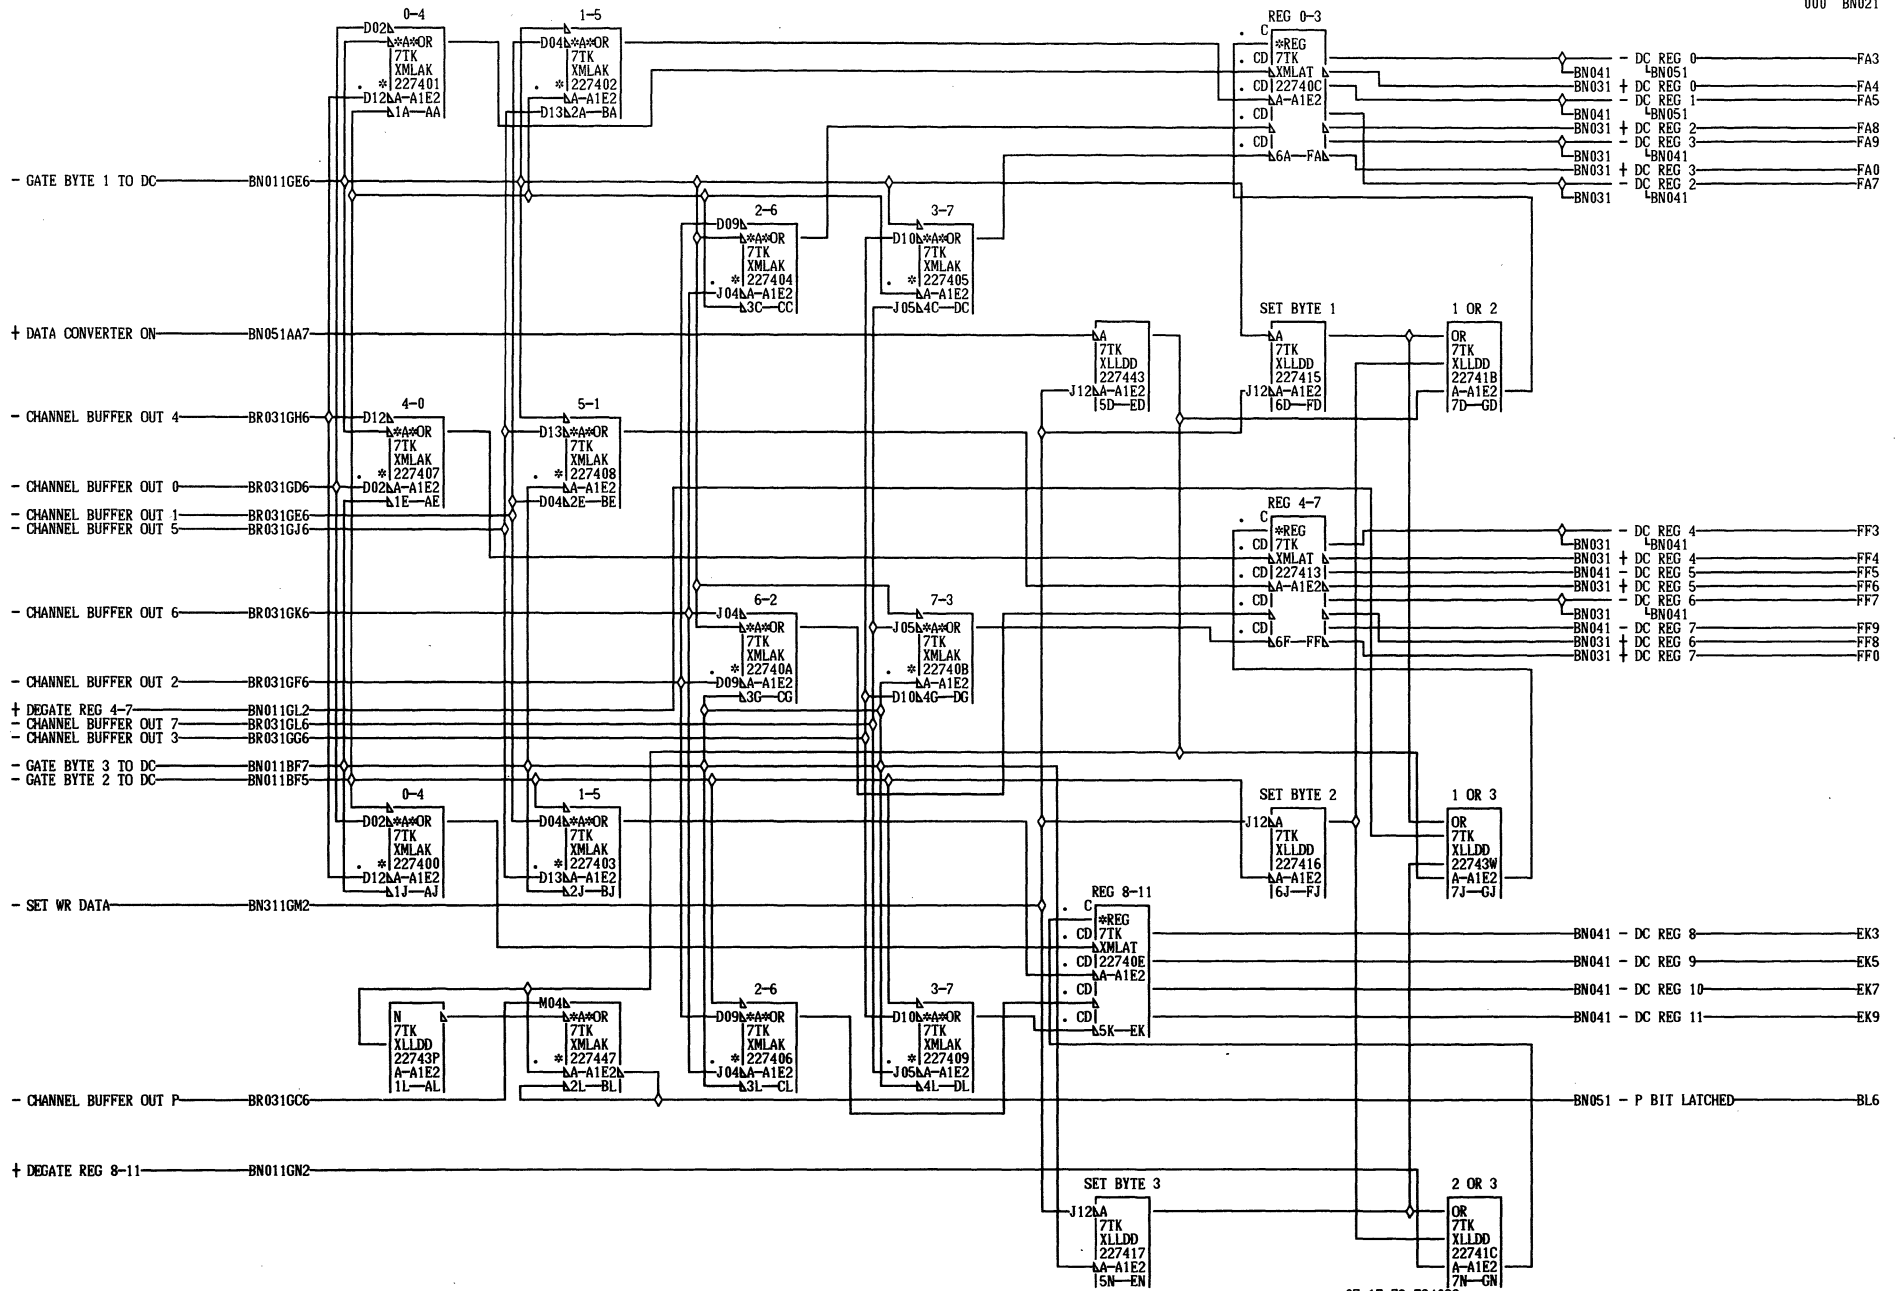 000 BN021
0-4
D02
*A*OR
7TK
XMLAK
* 227401
D12 A-A1E2
1A—AA
1-5
D04 *A*OR
7TK
XMLAK
* 227402
A-A1E2
D13 2A—BA
REG 0-3
C
*REG
CD 7TK
XMLAT
CD 22740C
A-A1E2
CD
CD
6A—FA
- DC REG 0 FA3
BN041 BN051
BN031 + DC REG 0 FA4
- DC REG 1 FA5
BN041 BN051
BN031 + DC REG 2 FA8
- DC REG 3 FA9
BN031 BN041
BN031 + DC REG 3 FA0
- DC REG 2 FA7
BN031 BN041
- GATE BYTE 1 TO DC BN011GE6
2-6
D09
*A*OR
7TK
XMLAK
* 227404
J04 A-A1E2
3C—CC
3-7
D10 *A*OR
7TK
XMLAK
* 227405
A-A1E2
J05 4C—DC
+ DATA CONVERTER ON BN051AA7
A
7TK
XLLDD
227443
J12 A-A1E2
5D—ED
SET BYTE 1
A
7TK
XLLDD
227415
J12 A-A1E2
6D—FD
1 OR 2
OR
7TK
XLLDD
22741B
A-A1E2
7D—GD
- CHANNEL BUFFER OUT 4 BR031GH6
4-0
D12
*A*OR
7TK
XMLAK
* 227407
D02 A-A1E2
1E—AE
5-1
D13 *A*OR
7TK
XMLAK
* 227408
A-A1E2
D04 2E—BE
- CHANNEL BUFFER OUT 0 BR031GD6
- CHANNEL BUFFER OUT 1 BR031GE6
- CHANNEL BUFFER OUT 5 BR031GJ6
REG 4-7
C
*REG
CD 7TK
XMLAT
CD 227413
A-A1E2
CD
CD
6F—FF
- DC REG 4 FF3
BN031 BN041
BN031 + DC REG 4 FF4
BN041 - DC REG 5 FF5
BN031 + DC REG 5 FF6
- DC REG 6 FF7
BN031 BN041
BN041 - DC REG 7 FF9
BN031 + DC REG 6 FF8
BN031 + DC REG 7 FF0
- CHANNEL BUFFER OUT 6 BR031GK6
6-2
J04
*A*OR
7TK
XMLAK
* 22740A
D09 A-A1E2
3G—CG
7-3
J05 *A*OR
7TK
XMLAK
* 22740B
A-A1E2
D10 4G—DG
- CHANNEL BUFFER OUT 2 BR031GF6
+ DEGATE REG 4-7 BN011GL2
- CHANNEL BUFFER OUT 7 BR031GL6
- CHANNEL BUFFER OUT 3 BR031GG6
- GATE BYTE 3 TO DC BN011BF7
- GATE BYTE 2 TO DC BN011BF5
0-4
D02 *A*OR
7TK
XMLAK
* 227400
D12 A-A1E2
1J—AJ
1-5
D04 *A*OR
7TK
XMLAK
* 227403
D13 A-A1E2
2J—BJ
SET BYTE 2
J12 A
7TK
XLLDD
227416
A-A1E2
6J—FJ
1 OR 3
OR
7TK
XLLDD
22743W
A-A1E2
7J—GJ
- SET WR DATA BN311GM2
REG 8-11
C
*REG
CD 7TK
XMLAT
CD 22740E
A-A1E2
CD
CD
5K—EK
BN041 - DC REG 8 EK3
BN041 - DC REG 9 EK5
BN041 - DC REG 10 EK7
BN041 - DC REG 11 EK9
N
7TK
XLLDD
22743P
A-A1E2
1L—AL
M04
*A*OR
7TK
XMLAK
* 227447
A-A1E2
2L—BL
2-6
D09 *A*OR
7TK
XMLAK
* 227406
J04 A-A1E2
3L—CL
3-7
D10 *A*OR
7TK
XMLAK
* 227409
J05 A-A1E2
4L—DL
- CHANNEL BUFFER OUT P BR031GC6
BN051 - P BIT LATCHED BL6
+ DEGATE REG 8-11 BN011GN2
SET BYTE 3
J12 A
7TK
XLLDD
227417
A-A1E2
5N—EN
2 OR 3
OR
7TK
XLLDD
22741C
A-A1E2
7N—GN